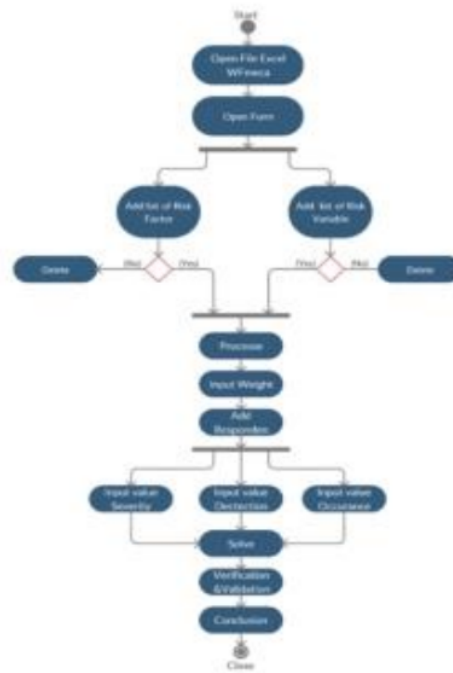 Start
Open File Excel
WFmeca
Open Form
Add list of Risk
Factor
Add list of Risk
Variable
Delete
(No)
(Yes)
(Yes)
(No)
Delete
Processe
Input Weight
Add
Responden
Input value
Severity
Input value
Dectection
Input value
Occurance
Solve
Verification
&Validation
Conclusion
Close